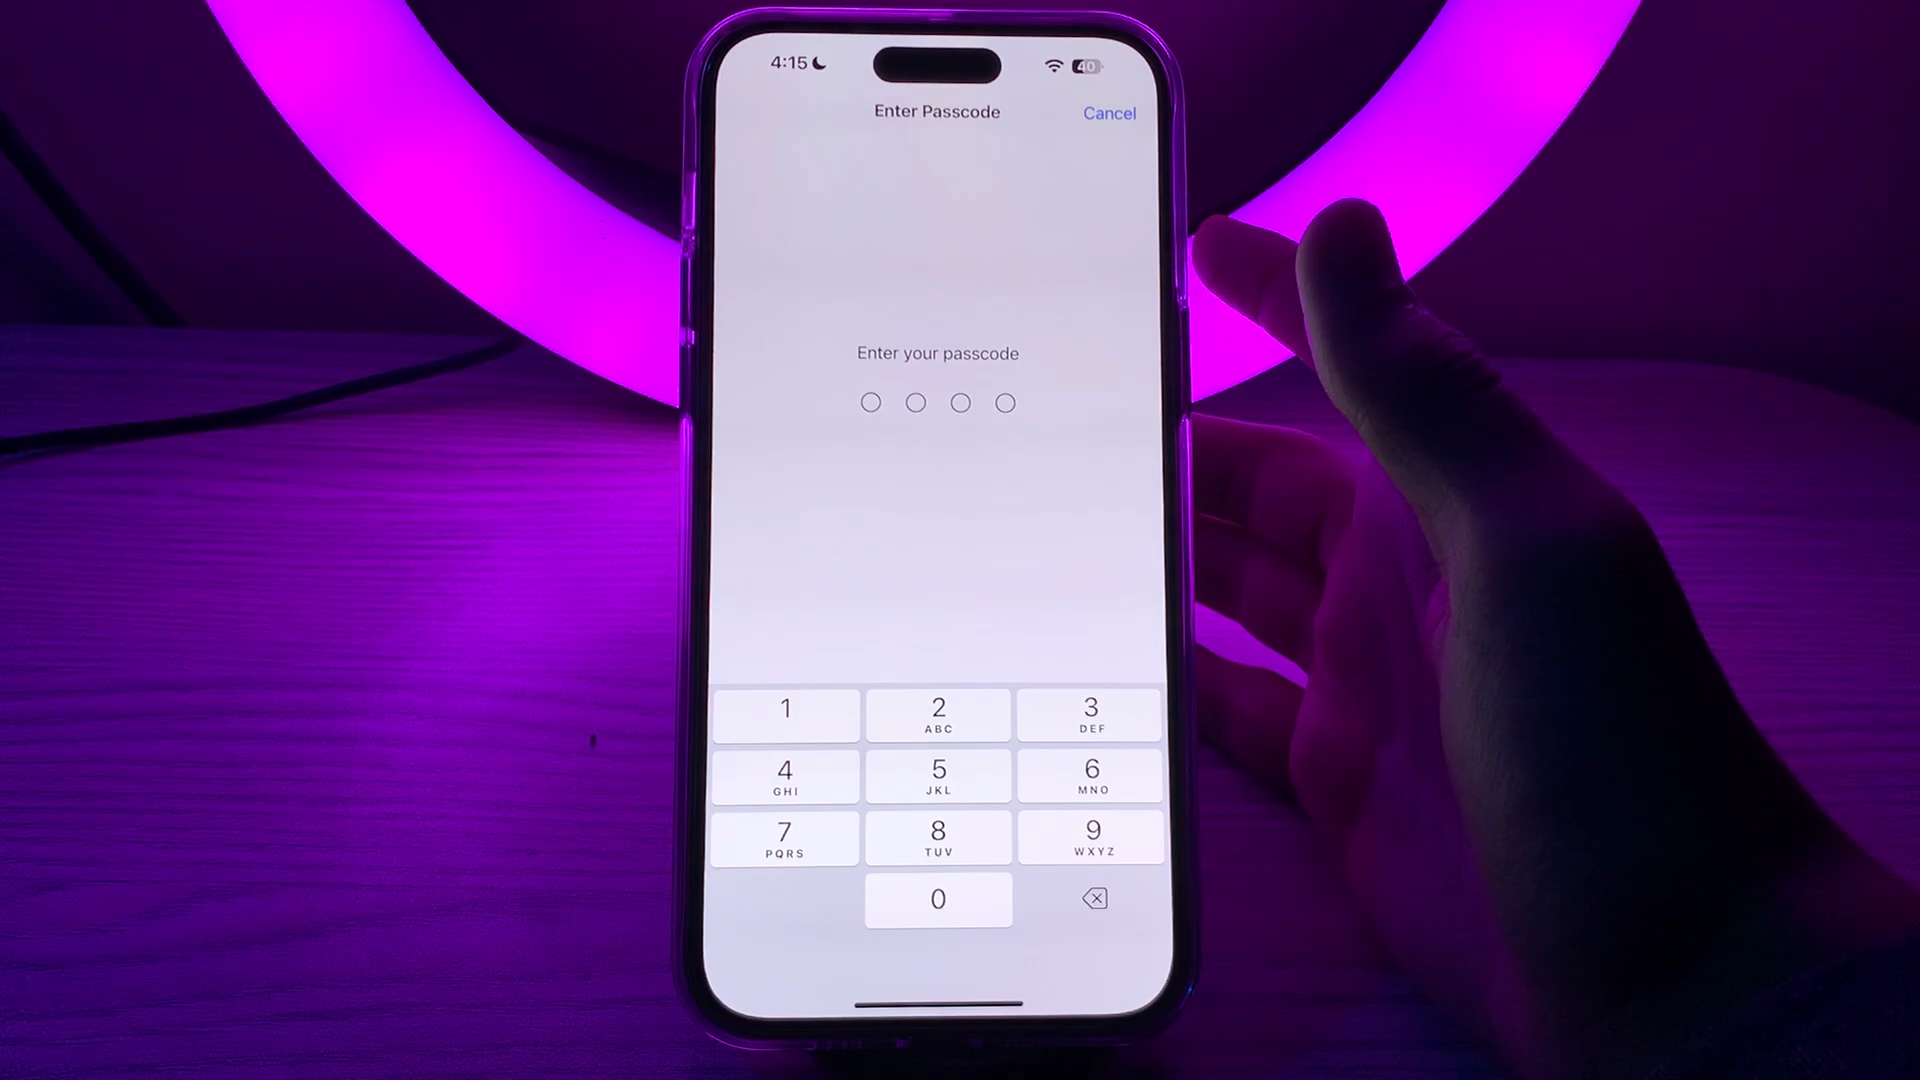 4:15
40
Enter Passcode
Cancel
Enter your passcode
1
2
ABC
3
DEF
4
GHI
5
JKL
6
MNO
7
PQRS
8
TUV
9
WXYZ
0